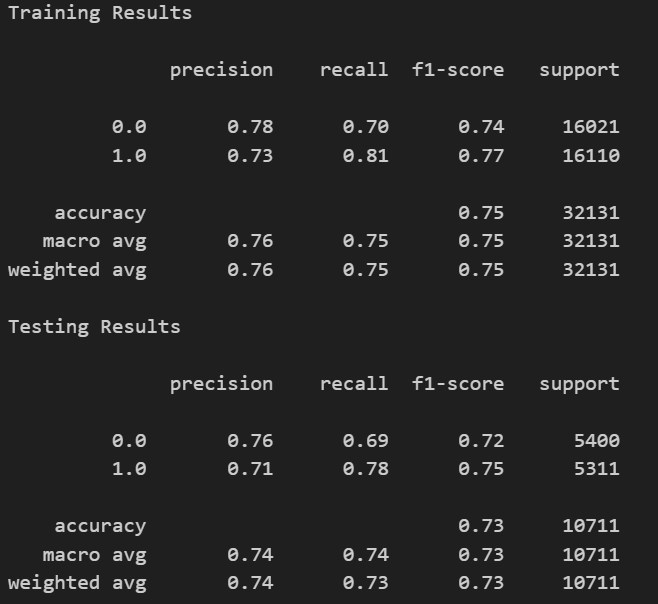 Training Results
precision recall f1-score support
0.0 0.78 0.70 0.74 16021
1.0 0.73 0.81 0.77 16110
accuracy 0.75 32131
macro avg 0.76 0.75 0.75 32131
weighted avg 0.76 0.75 0.75 32131
Testing Results
precision recall f1-score support
0.0 0.76 0.69 0.72 5400
1.0 0.71 0.78 0.75 5311
accuracy 0.73 10711
macro avg 0.74 0.74 0.73 10711
weighted avg 0.74 0.73 0.73 10711